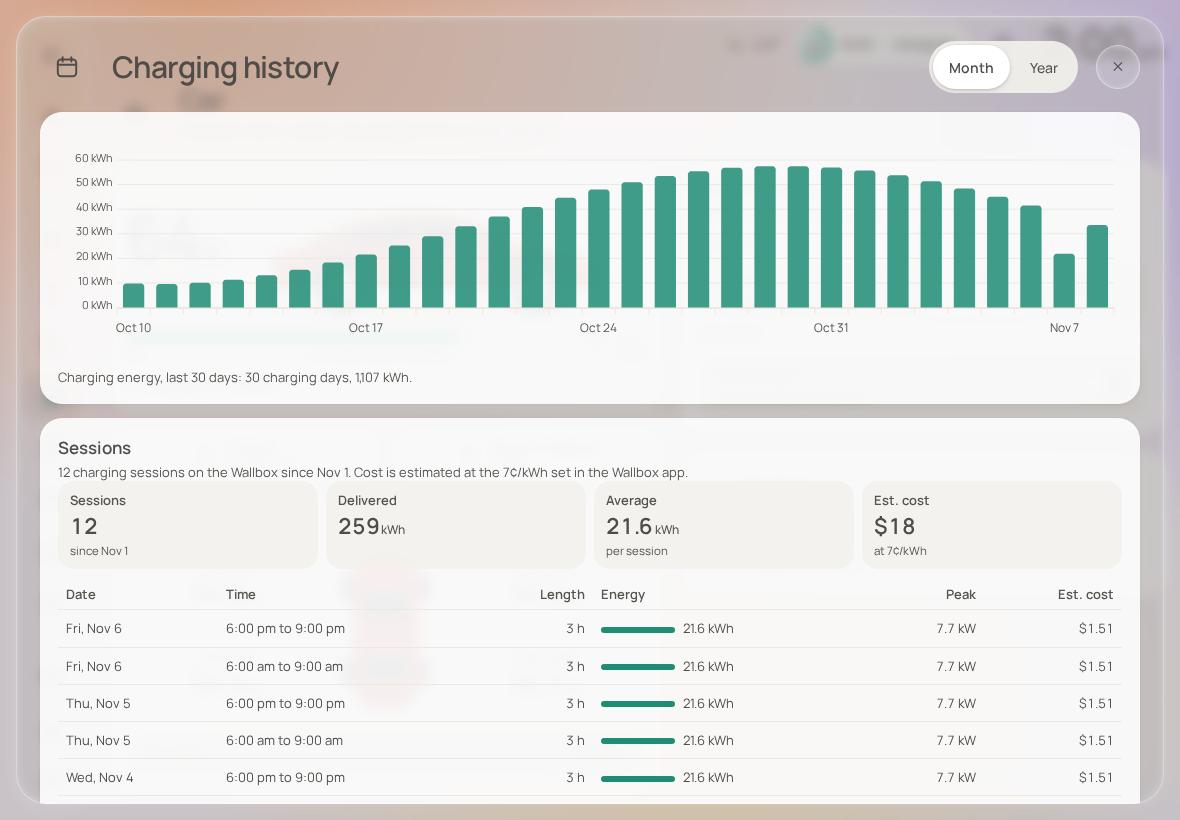 Charging history
Month
Year
60 kWh
50 kWh
40 kWh
30 kWh
20 kWh
10 kWh
0 kWh
Oct 10
Oct 17
Oct 24
Oct 31
Nov 7
Charging energy, last 30 days: 30 charging days, 1,107 kWh.
Sessions
12 charging sessions on the Wallbox since Nov 1. Cost is estimated at the 7¢/kWh set in the Wallbox app.
Sessions
12
since Nov 1
Delivered
259 kWh
Average
21.6 kWh
per session
Est. cost
$18
at 7¢/kWh
Date Time Length Energy Peak Est. cost
Fri, Nov 6 6:00 pm to 9:00 pm 3 h 21.6 kWh 7.7 kW $1.51
Fri, Nov 6 6:00 am to 9:00 am 3 h 21.6 kWh 7.7 kW $1.51
Thu, Nov 5 6:00 pm to 9:00 pm 3 h 21.6 kWh 7.7 kW $1.51
Thu, Nov 5 6:00 am to 9:00 am 3 h 21.6 kWh 7.7 kW $1.51
Wed, Nov 4 6:00 pm to 9:00 pm 3 h 21.6 kWh 7.7 kW $1.51